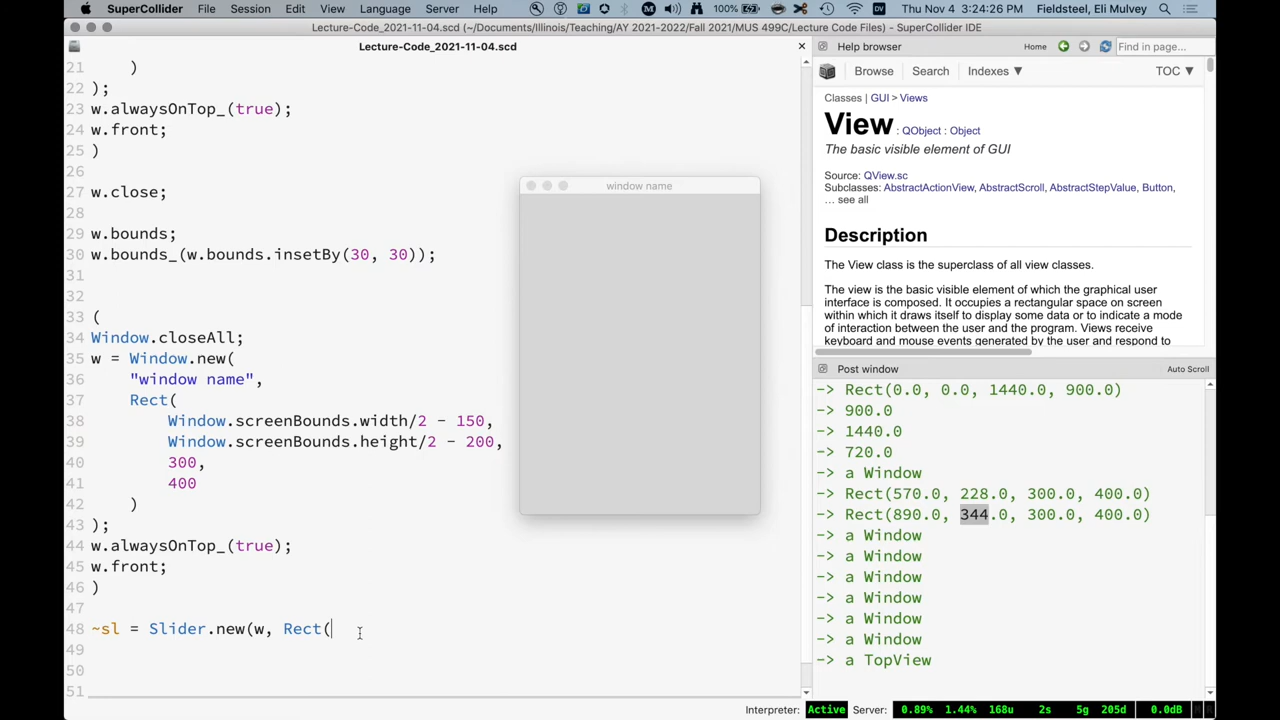 SuperCollider File Session Edit View Language Server Help 100% Thu Nov 4 3:24:26 PM Fieldsteel, Eli Mulvey
Lecture-Code_2021-11-04.scd (~/Documents/Illinois/Teaching/AY 2021-2022/Fall 2021/MUS 499C/Lecture Code Files) - SuperCollider IDE
Lecture-Code_2021-11-04.scd
21 )
22 );
23 w.alwaysOnTop_(true);
24 w.front;
25 )
26
27 w.close;
28
29 w.bounds;
30 w.bounds_(w.bounds.insetBy(30, 30));
31
32
33 (
34 Window.closeAll;
35 w = Window.new(
36 "window name",
37 Rect(
38 Window.screenBounds.width/2 - 150,
39 Window.screenBounds.height/2 - 200,
40 300,
41 400
42 )
43 );
44 w.alwaysOnTop_(true);
45 w.front;
46 )
47
48 ~sl = Slider.new(w, Rect(
49
50
51
window name
Help browser Home Find in page...
Browse Search Indexes ▼ TOC ▼
Classes | GUI > Views
View : QObject : Object
The basic visible element of GUI
Source: QView.sc
Subclasses: AbstractActionView, AbstractScroll, AbstractStepValue, Button,
... see all
Description
The View class is the superclass of all view classes.
The view is the basic visible element of which the graphical user
interface is composed. It occupies a rectangular space on screen
within which it draws itself to display some data or to indicate a mode
of interaction between the user and the program. Views receive
keyboard and mouse events generated by the user and respond to
Post window Auto Scroll
-> Rect(0.0, 0.0, 1440.0, 900.0)
-> 900.0
-> 1440.0
-> 720.0
-> a Window
-> Rect(570.0, 228.0, 300.0, 400.0)
-> Rect(890.0, 344.0, 300.0, 400.0)
-> a Window
-> a Window
-> a Window
-> a Window
-> a Window
-> a Window
-> a TopView
Interpreter: Active Server: 0.89% 1.44% 168u 2s 5g 205d 0.0dB M R